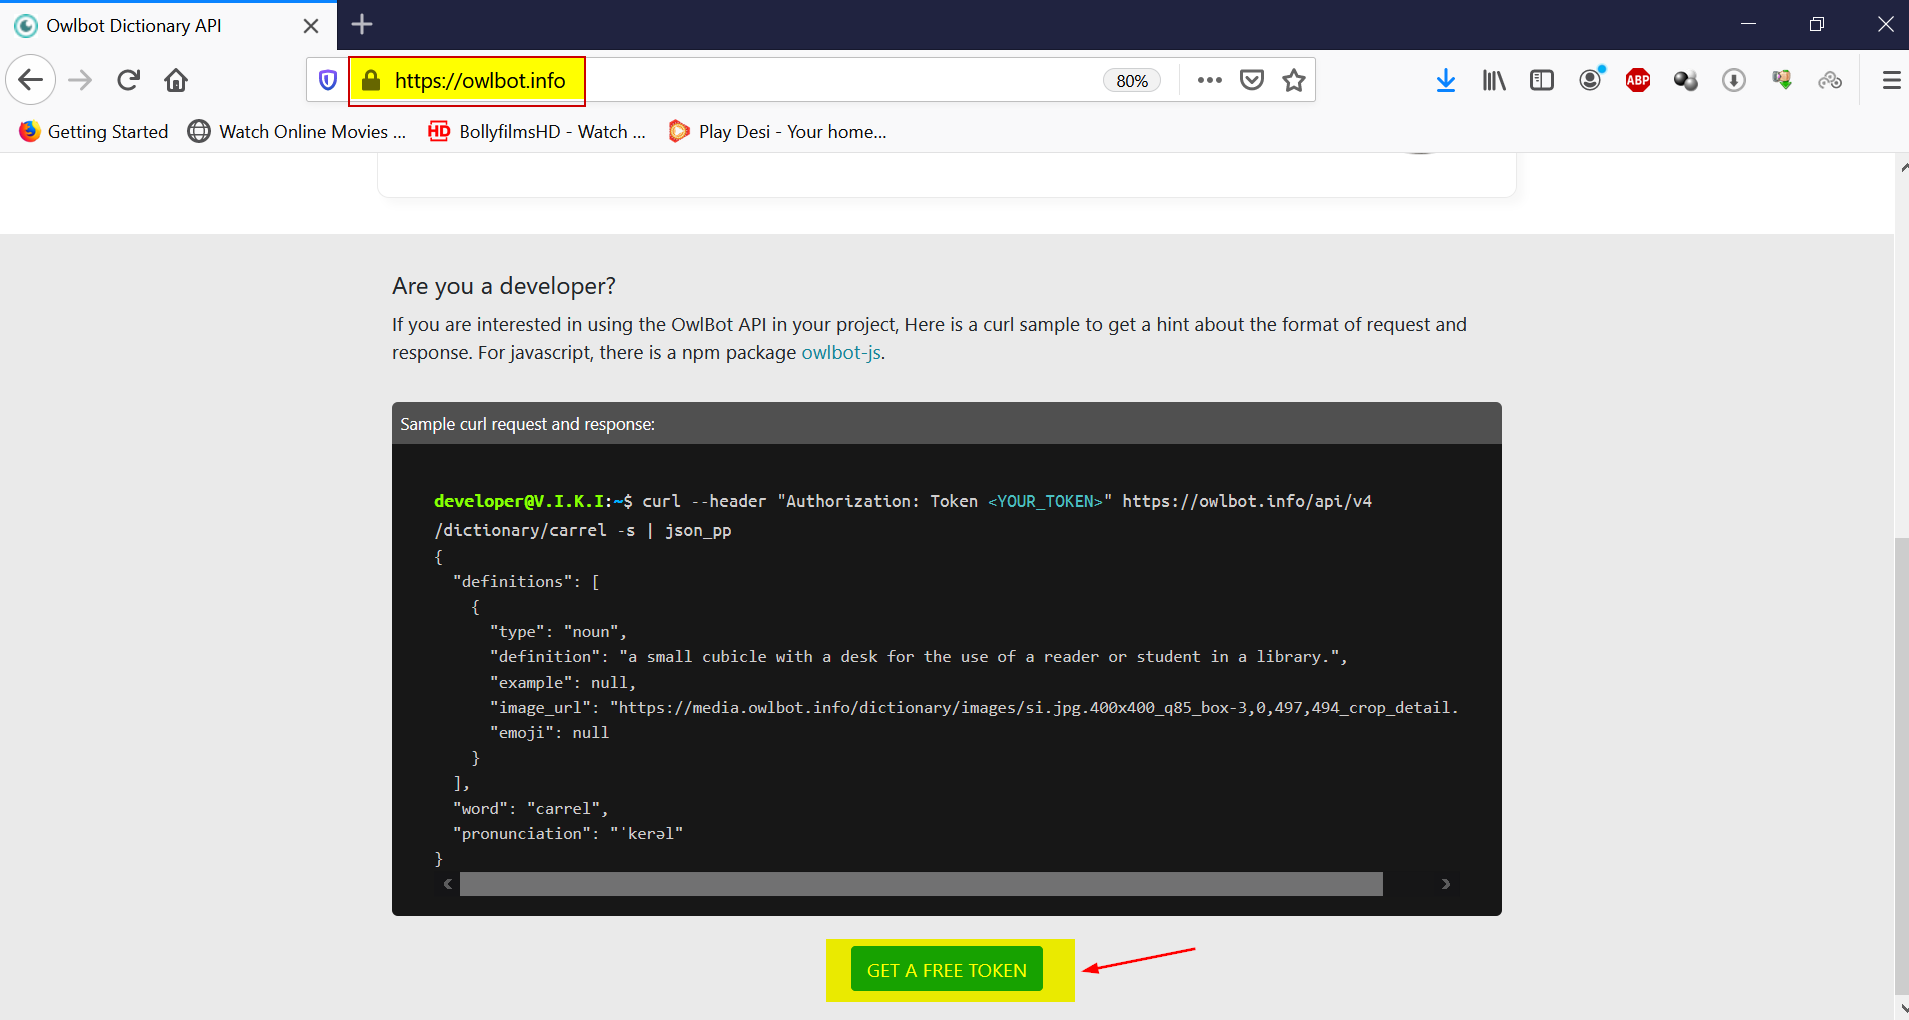 Owlbot Dictionary API
https://owlbot.info
80%
ABP
Getting Started
Watch Online Movies ...
HD
BollyfilmsHD - Watch ...
Play Desi - Your home...
Are you a developer?
If you are interested in using the OwlBot API in your project, Here is a curl sample to get a hint about the format of request and
response. For javascript, there is a npm package owlbot-js.
Sample curl request and response:
developer@V.I.K.I:~$ curl --header "Authorization: Token <YOUR_TOKEN>" https://owlbot.info/api/v4
/dictionary/carrel -s | json_pp
{
"definitions": [
{
"type": "noun",
"definition": "a small cubicle with a desk for the use of a reader or student in a library.",
"example": null,
"image_url": "https://media.owlbot.info/dictionary/images/si.jpg.400x400_q85_box-3,0,497,494_crop_detail.
"emoji": null
}
],
"word": "carrel",
"pronunciation": "ˈkerəl"
}
GET A FREE TOKEN